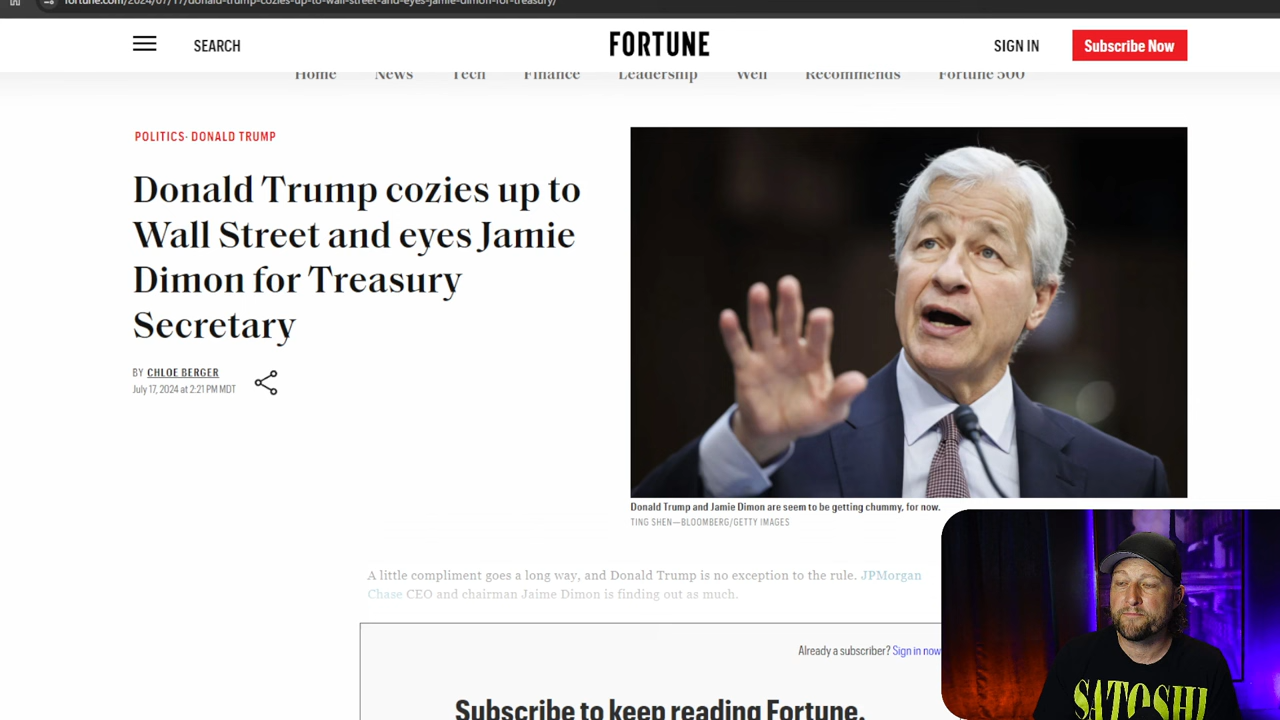 fortune.com/2024/07/17/donald-trump-cozies-up-to-wall-street-and-eyes-jamie-dimon-for-treasury/
SEARCH
FORTUNE
SIGN IN
Subscribe Now
Home News Tech Finance Leadership Well Recommends Fortune 500
POLITICS· DONALD TRUMP
Donald Trump cozies up to
Wall Street and eyes Jamie
Dimon for Treasury
Secretary
BY CHLOE BERGER
July 17, 2024 at 2:21 PM MDT
Donald Trump and Jamie Dimon are seem to be getting chummy, for now.
TING SHEN—BLOOMBERG/GETTY IMAGES
A little compliment goes a long way, and Donald Trump is no exception to the rule. JPMorgan
Chase CEO and chairman Jaime Dimon is finding out as much.
Already a subscriber? Sign in now
Subscribe to keep reading Fortune.
SATOSHI